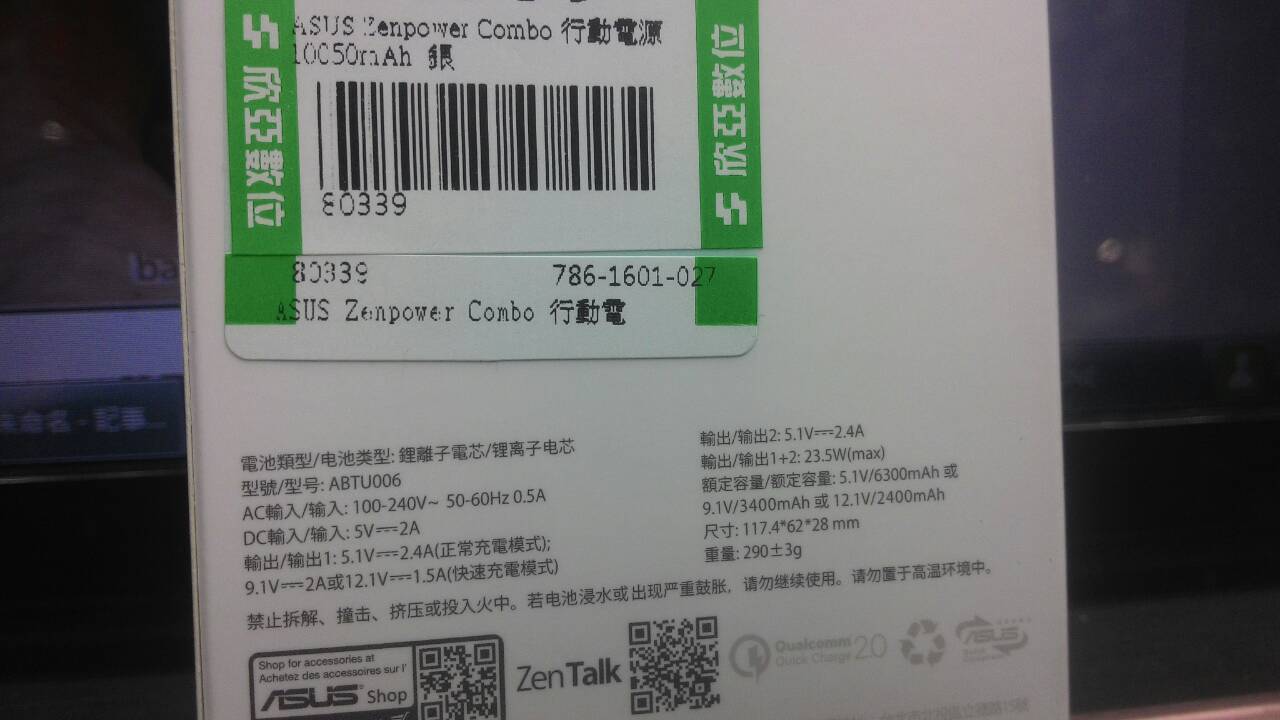 ASUS Zenpower Combo 行動電源
10050mAh 銀
欣亞數位
欣亞數位
80339
80339 786-1601-027
ASUS Zenpower Combo 行動電
電池類型/电池类型: 鋰離子電芯/锂离子电芯
型號/型号: ABTU006
AC輸入/输入: 100-240V~ 50-60Hz 0.5A
DC輸入/输入: 5V⎓2A
輸出/输出1: 5.1V⎓2.4A(正常充電模式);
9.1V⎓2A或12.1V⎓1.5A(快速充電模式)
輸出/输出2: 5.1V⎓2.4A
輸出/输出1+2: 23.5W(max)
額定容量/额定容量: 5.1V/6300mAh 或
9.1V/3400mAh 或 12.1V/2400mAh
尺寸: 117.4*62*28 mm
重量: 290±3g
禁止拆解、撞击、挤压或投入火中。若电池浸水或出现严重鼓胀，请勿继续使用。请勿置于高温环境中。
Shop for accessories at
Achetez des accessoires sur l'
ASUS Shop
ZenTalk
Qualcomm
Quick Charge 2.0
ASUS
ba
未命名 - 記事...